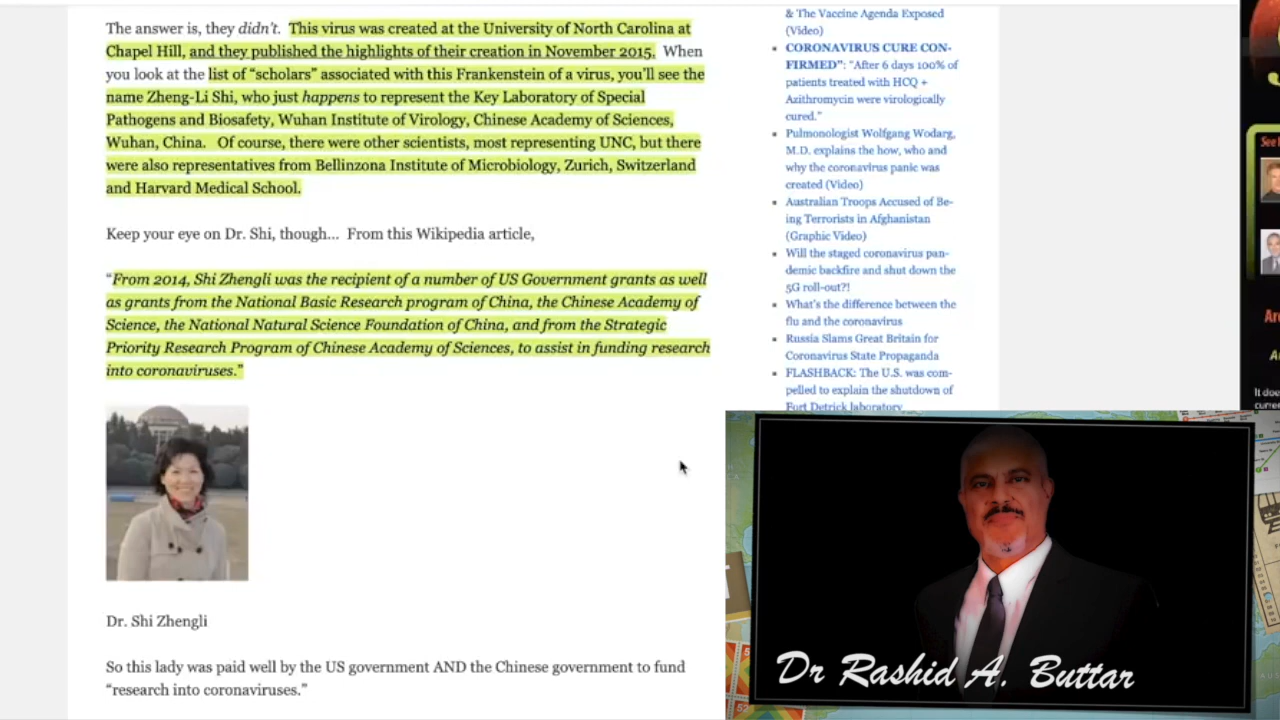 The answer is, they didn't. This virus was created at the University of North Carolina at
Chapel Hill, and they published the highlights of their creation in November 2015. When
you look at the list of “scholars” associated with this Frankenstein of a virus, you’ll see the
name Zheng-Li Shi, who just happens to represent the Key Laboratory of Special
Pathogens and Biosafety, Wuhan Institute of Virology, Chinese Academy of Sciences,
Wuhan, China. Of course, there were other scientists, most representing UNC, but there
were also representatives from Bellinzona Institute of Microbiology, Zurich, Switzerland
and Harvard Medical School.
Keep your eye on Dr. Shi, though... From this Wikipedia article,
“From 2014, Shi Zhengli was the recipient of a number of US Government grants as well
as grants from the National Basic Research program of China, the Chinese Academy of
Science, the National Natural Science Foundation of China, and from the Strategic
Priority Research Program of Chinese Academy of Sciences, to assist in funding research
into coronaviruses.”
Dr. Shi Zhengli
So this lady was paid well by the US government AND the Chinese government to fund
“research into coronaviruses.”
& The Vaccine Agenda Exposed
(Video)
CORONAVIRUS CURE CON-
FIRMED”: “After 6 days 100% of
patients treated with HCQ +
Azithromycin were virologically
cured.”
Pulmonologist Wolfgang Wodarg,
M.D. explains the how, who and
why the coronavirus panic was
created (Video)
Australian Troops Accused of Be-
ing Terrorists in Afghanistan
(Graphic Video)
Will the staged coronavirus pan-
demic backfire and shut down the
5G roll-out?!
What's the difference between the
flu and the coronavirus
Russia Slams Great Britain for
Coronavirus State Propaganda
FLASHBACK: The U.S. was com-
pelled to explain the shutdown of
Fort Detrick laboratory
See
It doe
curre
Dr Rashid A. Buttar
52